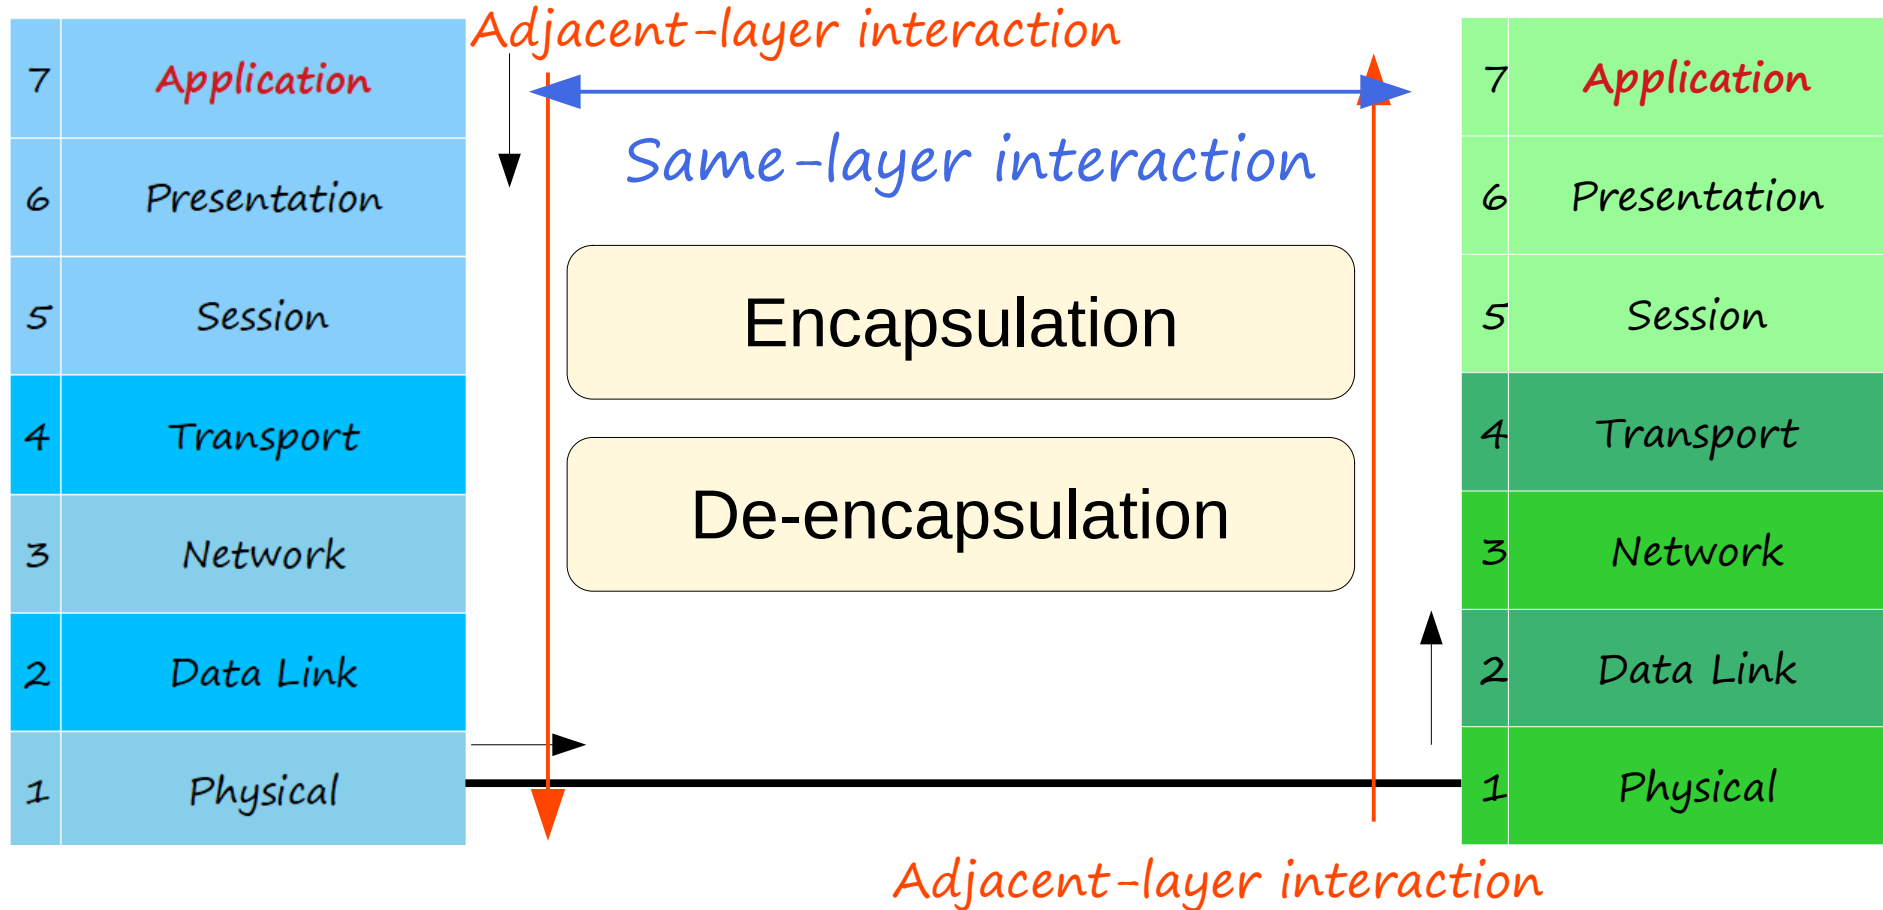 Adjacent-layer interaction
7 Application
6 Presentation
5 Session
4 Transport
3 Network
2 Data Link
1 Physical
Same-layer interaction
Encapsulation
De-encapsulation
7 Application
6 Presentation
5 Session
4 Transport
3 Network
2 Data Link
1 Physical
Adjacent-layer interaction